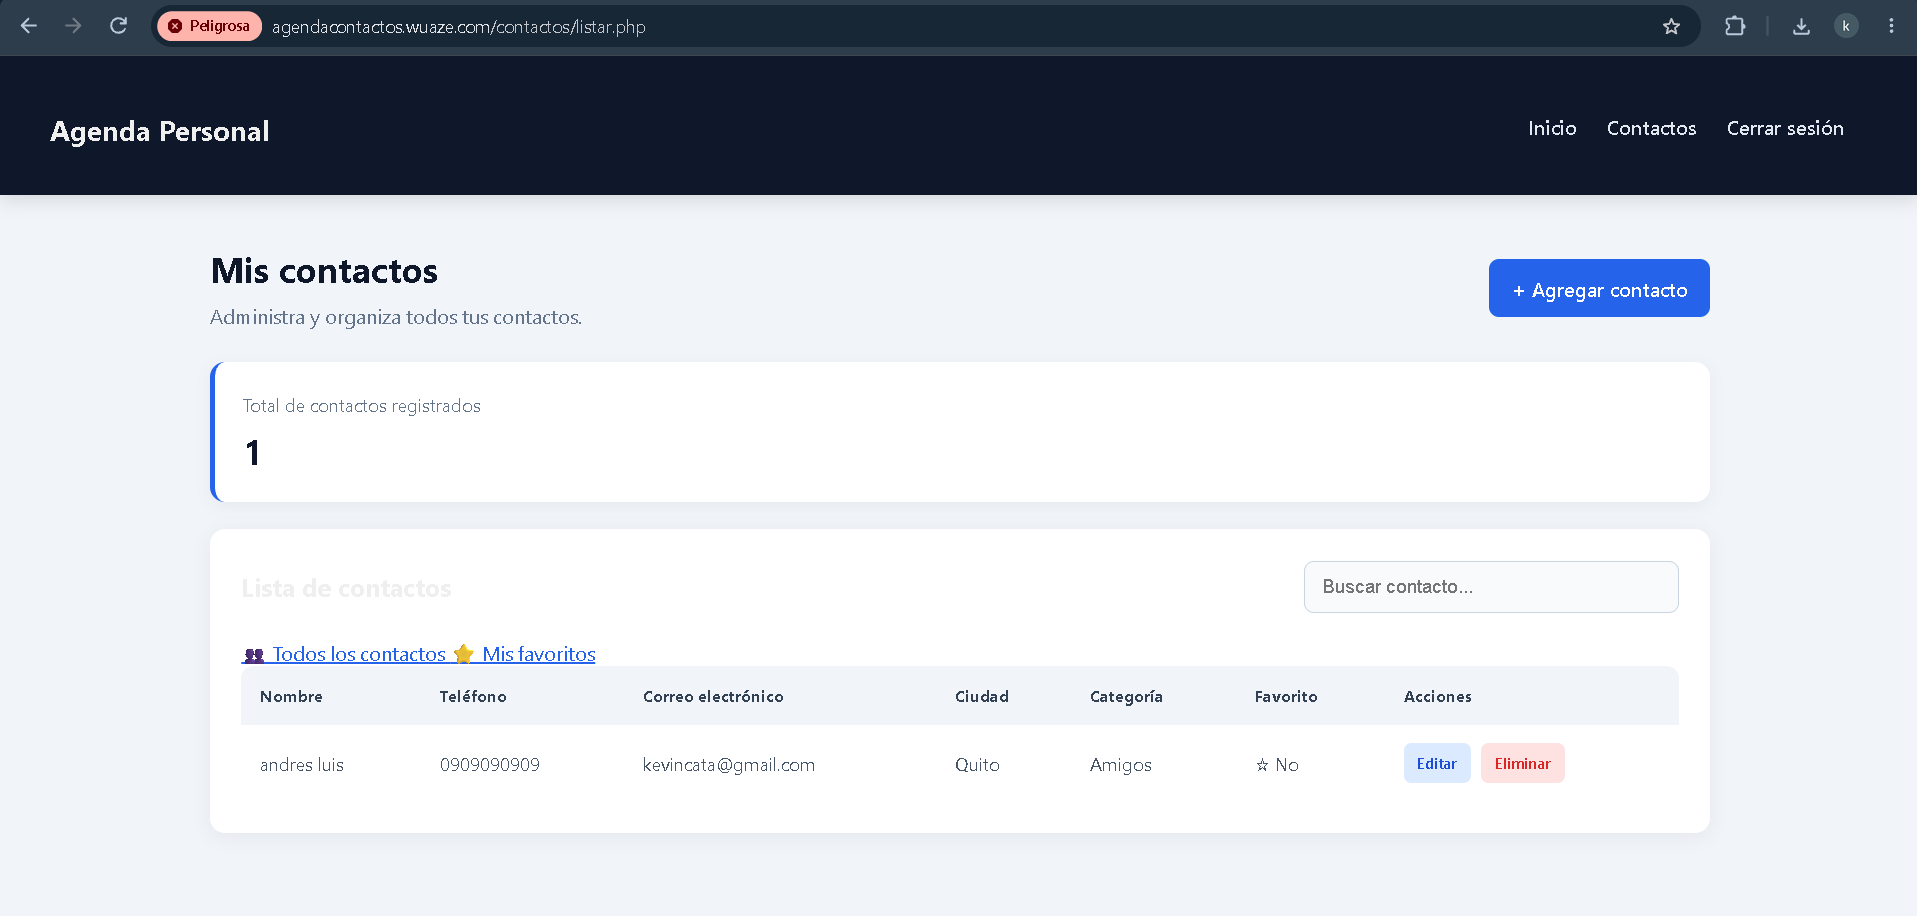 Peligrosa agendacontactos.wuaze.com/contactos/listar.php k
Agenda Personal Inicio Contactos Cerrar sesión
Mis contactos
+ Agregar contacto
Administra y organiza todos tus contactos.
Total de contactos registrados
1
Lista de contactos Buscar contacto...
👥 Todos los contactos ⭐ Mis favoritos
Nombre Teléfono Correo electrónico Ciudad Categoría Favorito Acciones
andres luis 0909090909 kevincata@gmail.com Quito Amigos ☆ No Editar Eliminar